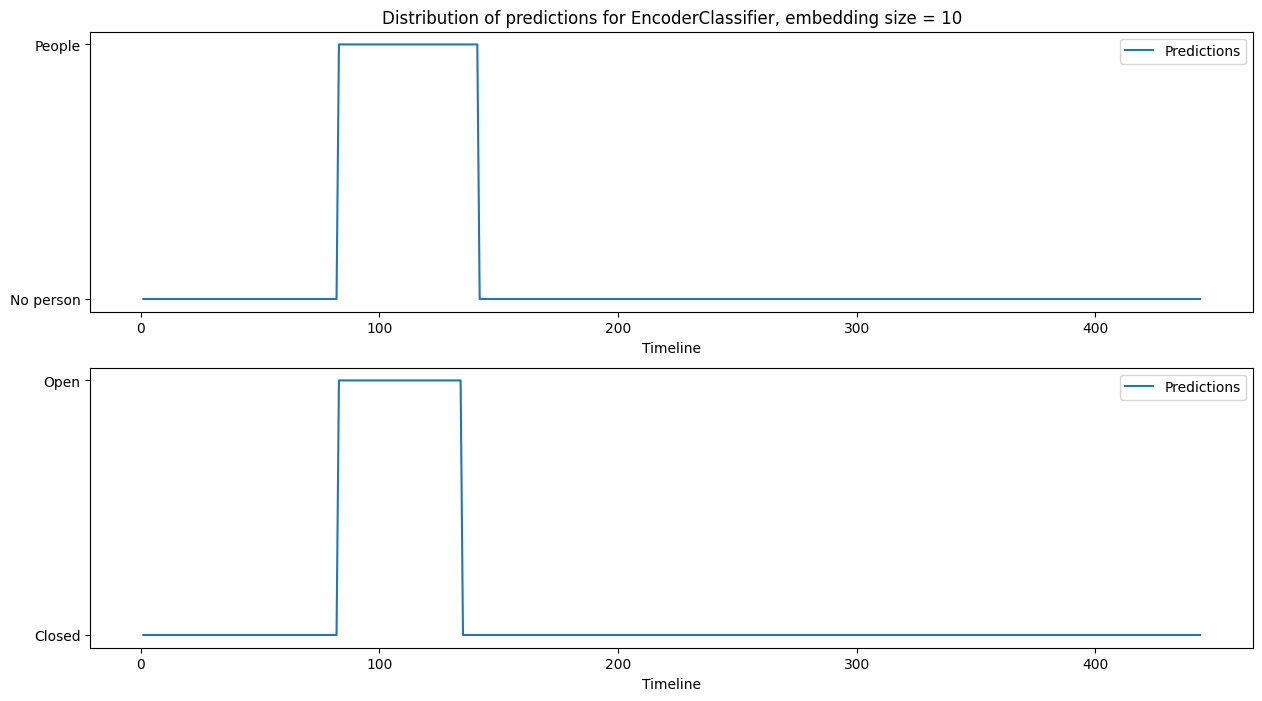 Distribution of predictions for EncoderClassifier, embedding size = 10
People
Predictions
No person
0 100 200 300 400
Timeline
Open
Predictions
Closed
0 100 200 300 400
Timeline